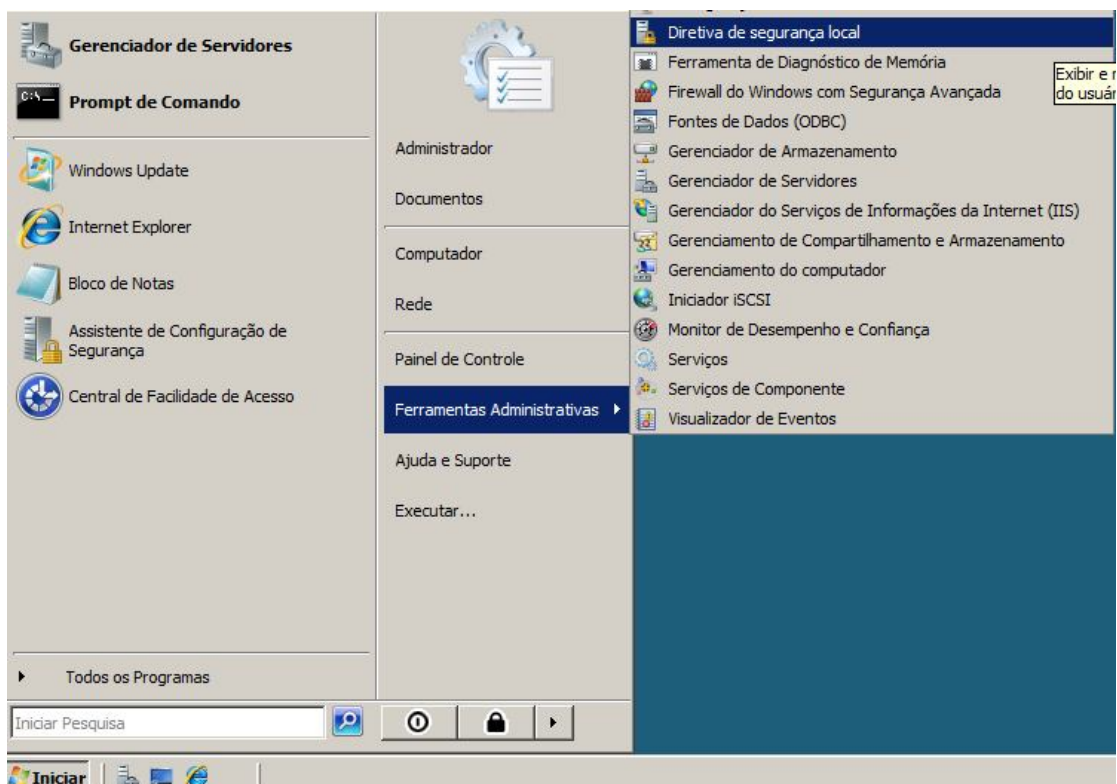 Gerenciador de Servidores
C:\
Prompt de Comando
Windows Update
Internet Explorer
Bloco de Notas
Assistente de Configuração de
Segurança
Central de Facilidade de Acesso
Todos os Programas
Iniciar Pesquisa
Administrador
Documentos
Computador
Rede
Painel de Controle
Ferramentas Administrativas
Ajuda e Suporte
Executar...
Diretiva de segurança local
Ferramenta de Diagnóstico de Memória
Firewall do Windows com Segurança Avançada
Fontes de Dados (ODBC)
Gerenciador de Armazenamento
Gerenciador de Servidores
Gerenciador do Serviços de Informações da Internet (IIS)
Gerenciamento de Compartilhamento e Armazenamento
Gerenciamento do computador
Iniciador iSCSI
Monitor de Desempenho e Confiança
Serviços
Serviços de Componente
Visualizador de Eventos
Exibir e
do
Iniciar